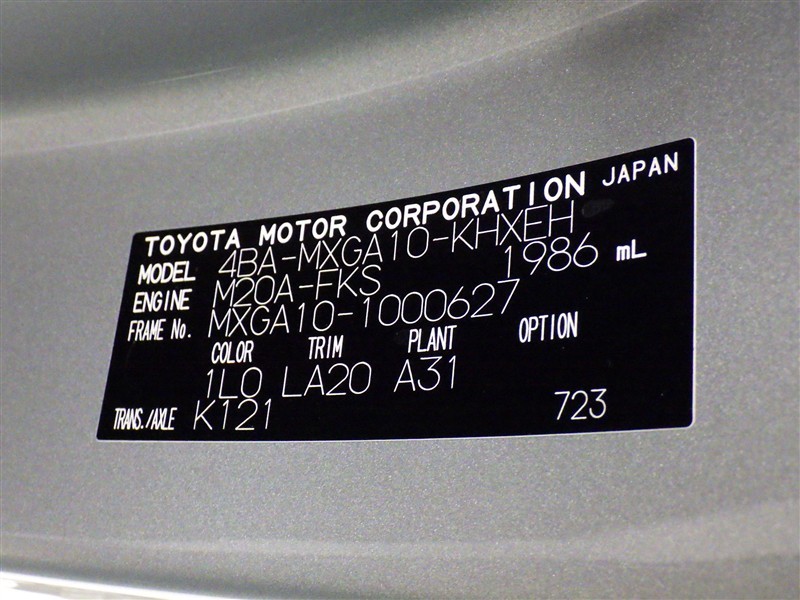 TOYOTA MOTOR CORPORATION JAPAN
MODEL 4BA-MXGA10-KHXEH
ENGINE M20A-FKS 1986 mL
FRAME No. MXGA10-1000627
COLOR TRIM PLANT OPTION
1L0 LA20 A31
TRANS./AXLE K121 723